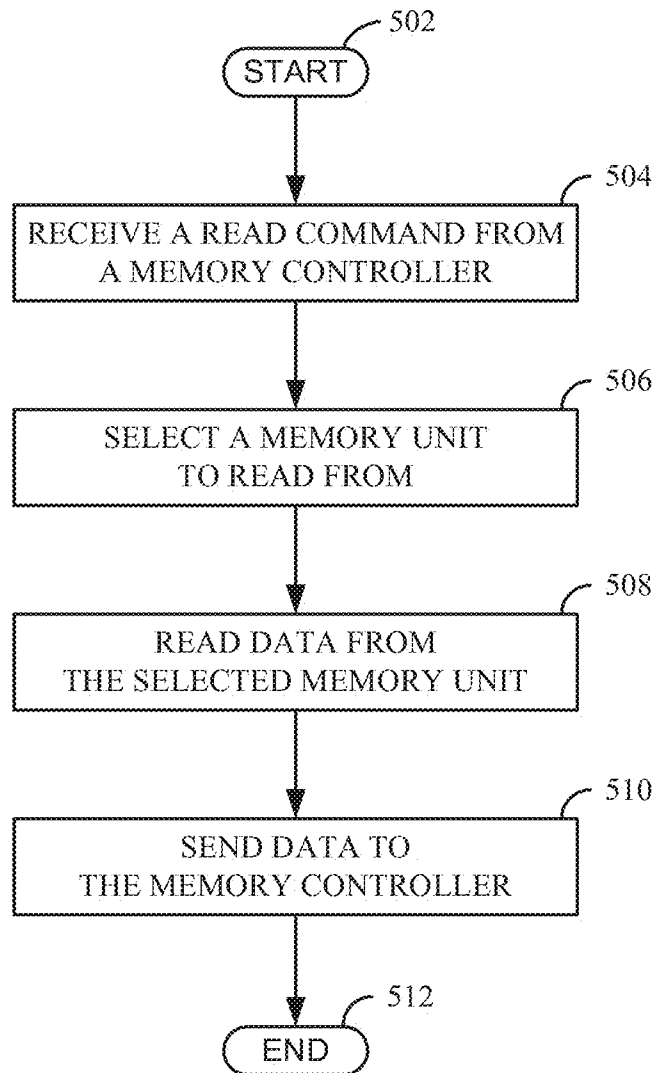 502
START
504
RECEIVE A READ COMMAND FROM
A MEMORY CONTROLLER
506
SELECT A MEMORY UNIT
TO READ FROM
508
READ DATA FROM
THE SELECTED MEMORY UNIT
510
SEND DATA TO
THE MEMORY CONTROLLER
512
END